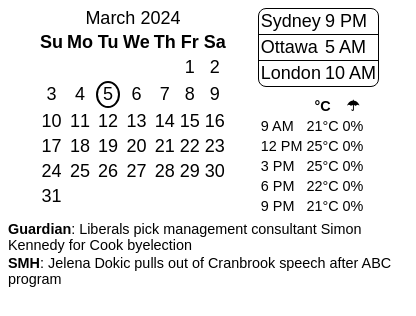 March 2024
Su Mo Tu We Th Fr Sa
1 2
3 4 5 6 7 8 9
10 11 12 13 14 15 16
17 18 19 20 21 22 23
24 25 26 27 28 29 30
31
Sydney 9 PM
Ottawa 5 AM
London 10 AM
°C ☂
9 AM 21°C 0%
12 PM 25°C 0%
3 PM 25°C 0%
6 PM 22°C 0%
9 PM 21°C 0%
Guardian: Liberals pick management consultant Simon
Kennedy for Cook byelection
SMH: Jelena Dokic pulls out of Cranbrook speech after ABC
program